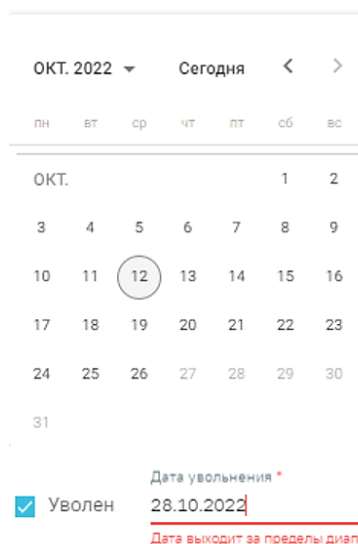 ОКТ. 2022 Сегодня
пн вт ср чт пт сб вс
ОКТ. 1 2
3 4 5 6 7 8 9
10 11 12 13 14 15 16
17 18 19 20 21 22 23
24 25 26 27 28 29 30
31
Дата увольнения *
Уволен 28.10.2022
Дата выходит за пределы диап